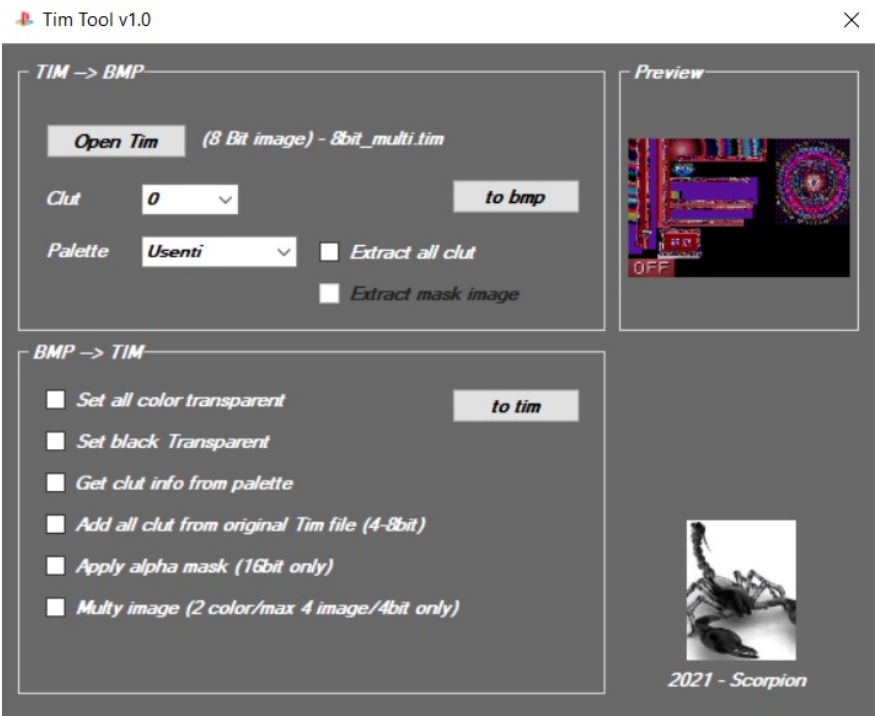 Tim Tool v1.0
TIM --> BMP
Open Tim
(8 Bit image) - 8bit_multi.tim
Clut
0
to bmp
Palette
Usenti
Extract all clut
Extract mask image
Preview
OFF
BMP --> TIM
Set all color transparent
to tim
Set black Transparent
Get clut info from palette
Add all clut from original Tim file (4-8bit)
Apply alpha mask (16bit only)
Multy image (2 color/max 4 image/4bit only)
2021 - Scorpion